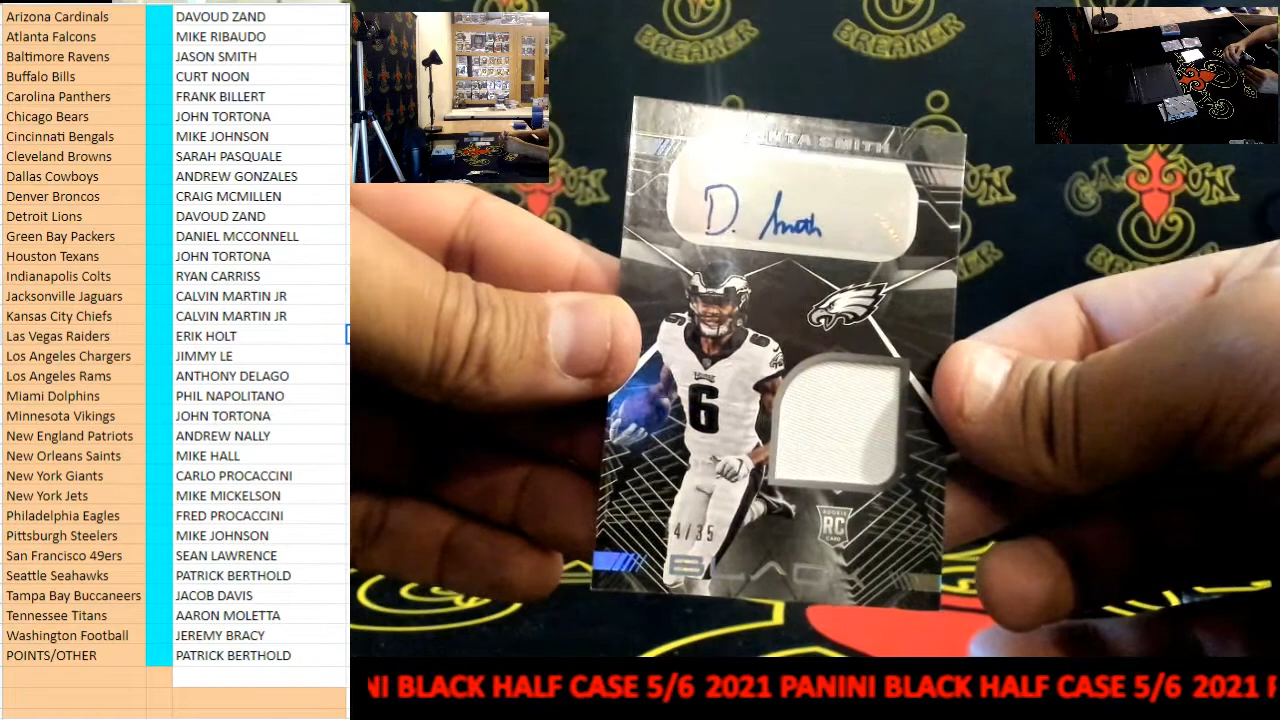 Arizona Cardinals DAVOUD ZAND
Atlanta Falcons MIKE RIBAUDO
Baltimore Ravens JASON SMITH
Buffalo Bills CURT NOON
Carolina Panthers FRANK BILLERT
Chicago Bears JOHN TORTONA
Cincinnati Bengals MIKE JOHNSON
Cleveland Browns SARAH PASQUALE
Dallas Cowboys ANDREW GONZALES
Denver Broncos CRAIG MCMILLEN
Detroit Lions DAVOUD ZAND
Green Bay Packers DANIEL MCCONNELL
Houston Texans JOHN TORTONA
Indianapolis Colts RYAN CARRISS
Jacksonville Jaguars CALVIN MARTIN JR
Kansas City Chiefs CALVIN MARTIN JR
Las Vegas Raiders ERIK HOLT
Los Angeles Chargers JIMMY LE
Los Angeles Rams ANTHONY DELAGO
Miami Dolphins PHIL NAPOLITANO
Minnesota Vikings JOHN TORTONA
New England Patriots ANDREW NALLY
New Orleans Saints MIKE HALL
New York Giants CARLO PROCACCINI
New York Jets MIKE MICKELSON
Philadelphia Eagles FRED PROCACCINI
Pittsburgh Steelers MIKE JOHNSON
San Francisco 49ers SEAN LAWRENCE
Seattle Seahawks PATRICK BERTHOLD
Tampa Bay Buccaneers JACOB DAVIS
Tennessee Titans AARON MOLETTA
Washington Football JEREMY BRACY
POINTS/OTHER PATRICK BERTHOLD
BREAKER
BREAKER
SMITH
D. Smith
6
4/35
ROOKIE
RC
CARD
BLACK
BREAKER
NI BLACK HALF CASE 5/6 2021 PANINI BLACK HALF CASE 5/6 2021